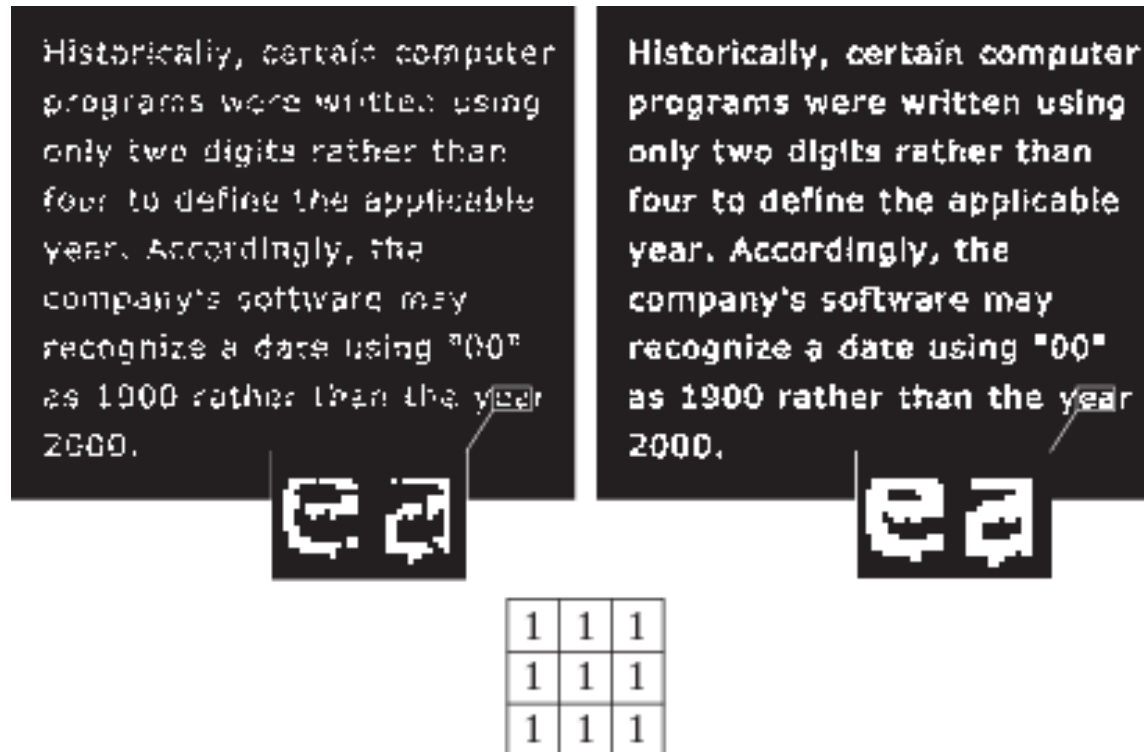 Historically, certain computer
programs were written using
only two digits rather than
four to define the applicable
year. Accordingly, the
company's software may
recognize a date using "00"
as 1900 rather than the year
2000.
e a
Historically, certain computer
programs were written using
only two digits rather than
four to define the applicable
year. Accordingly, the
company's software may
recognize a date using "00"
as 1900 rather than the year
2000.
e a
1 1 1
1 1 1
1 1 1